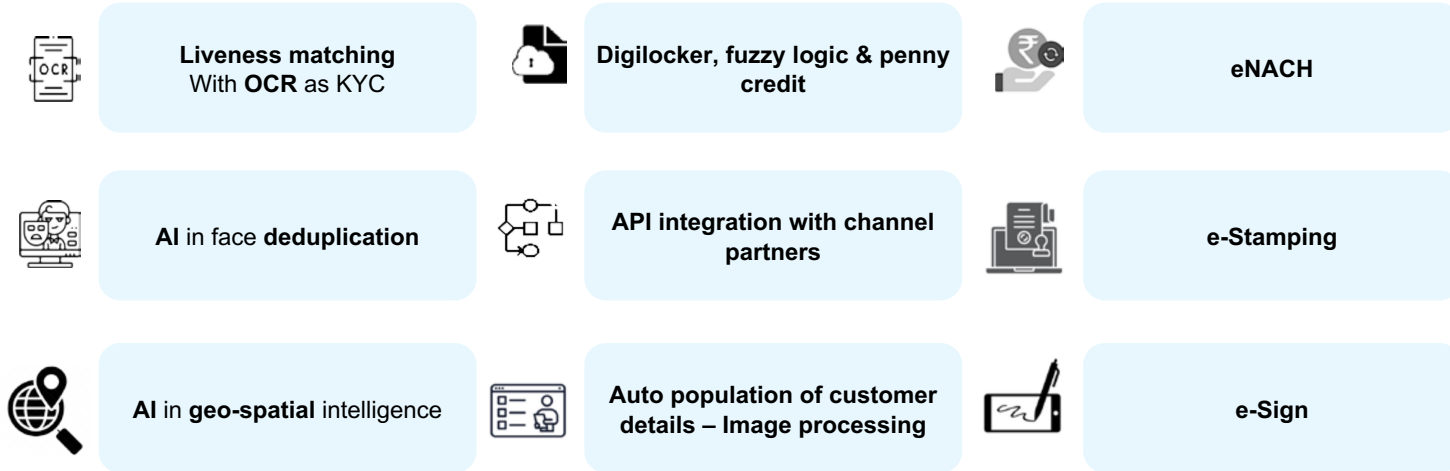 OCR
Liveness matching
With OCR as KYC
Digilocker, fuzzy logic & penny
credit
₹
eNACH
AI in face deduplication
API integration with channel
partners
e-Stamping
AI in geo-spatial intelligence
Auto population of customer
details – Image processing
e-Sign